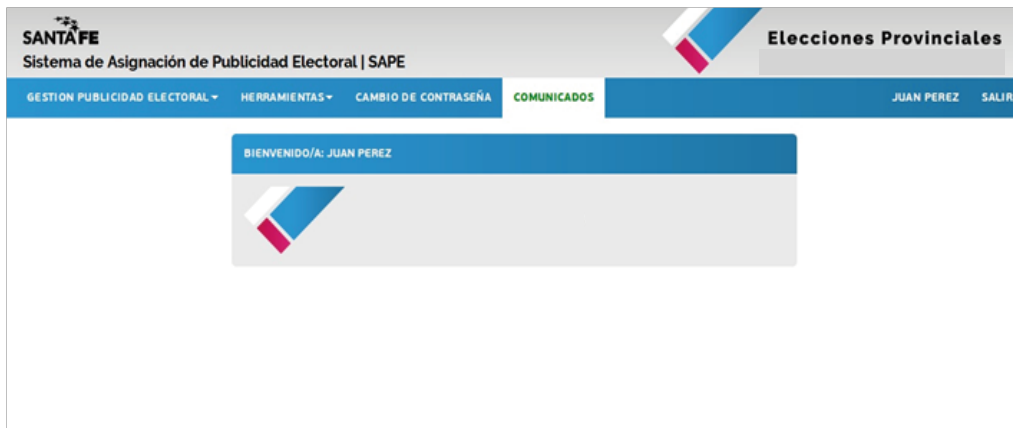 SANTA FE
Sistema de Asignación de Publicidad Electoral | SAPE
Elecciones Provinciales
GESTION PUBLICIDAD ELECTORAL HERRAMIENTAS CAMBIO DE CONTRASEÑA COMUNICADOS JUAN PEREZ SALIR
BIENVENIDO/A: JUAN PEREZ